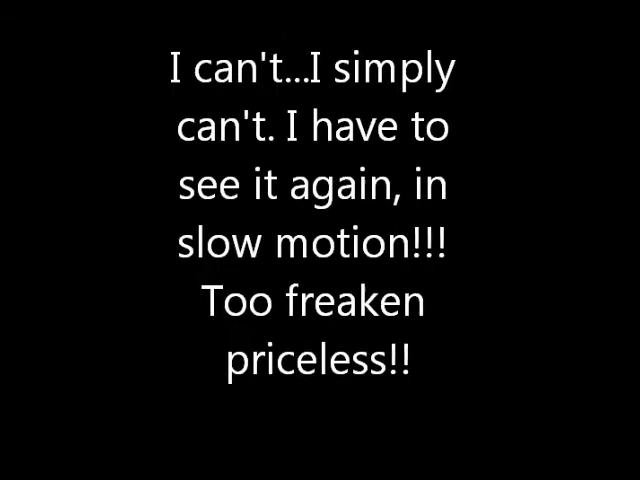 I can't...I simply
can't. I have to
see it again, in
slow motion!!!
Too freaken
priceless!!